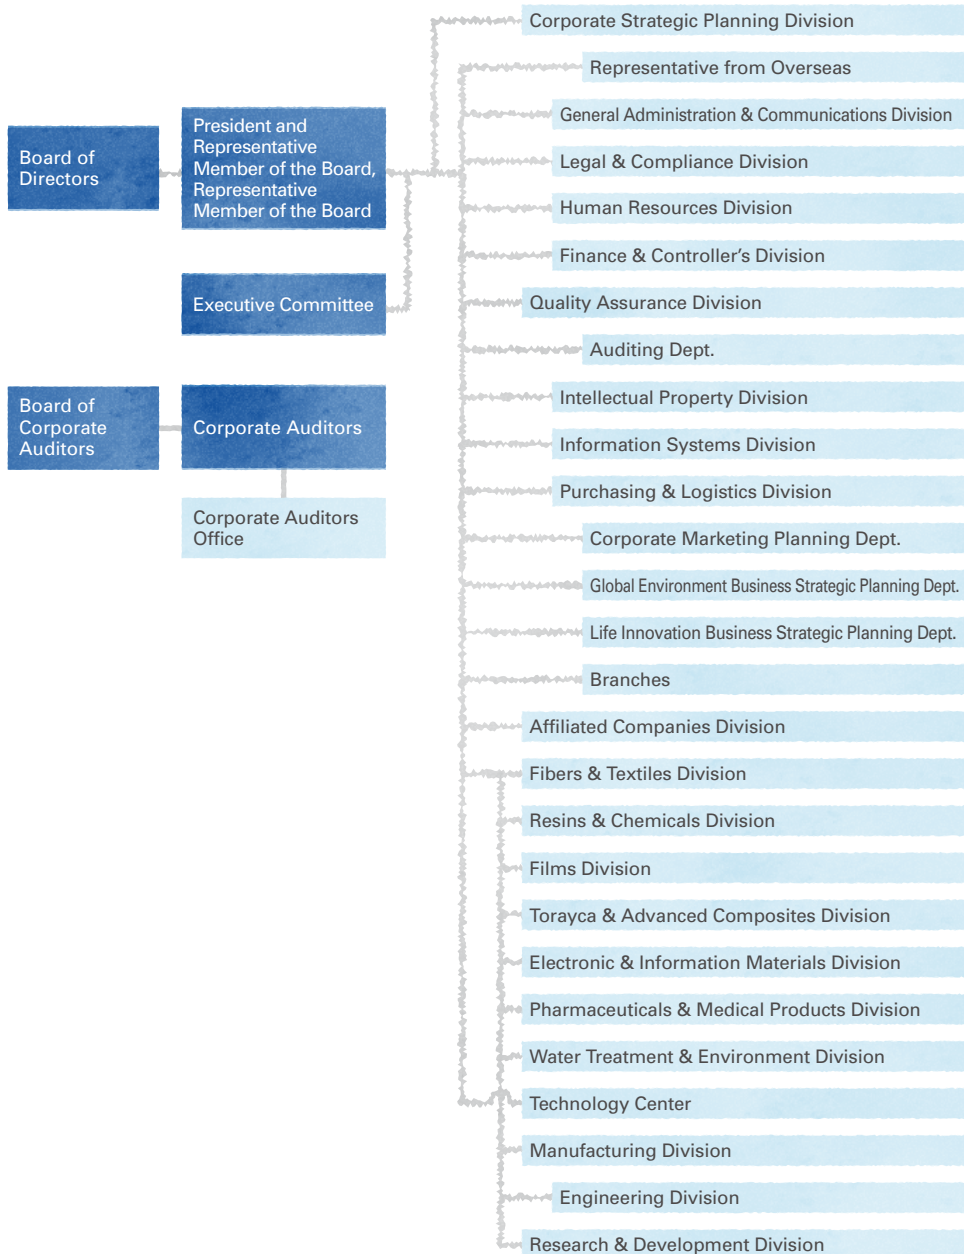 Board of
Directors
President and
Representative
Member of the Board,
Representative
Member of the Board
Executive Committee
Board of
Corporate
Auditors
Corporate Auditors
Corporate Auditors
Office
Corporate Strategic Planning Division
Representative from Overseas
General Administration & Communications Division
Legal & Compliance Division
Human Resources Division
Finance & Controller's Division
Quality Assurance Division
Auditing Dept.
Intellectual Property Division
Information Systems Division
Purchasing & Logistics Division
Corporate Marketing Planning Dept.
Global Environment Business Strategic Planning Dept.
Life Innovation Business Strategic Planning Dept.
Branches
Affiliated Companies Division
Fibers & Textiles Division
Resins & Chemicals Division
Films Division
Torayca & Advanced Composites Division
Electronic & Information Materials Division
Pharmaceuticals & Medical Products Division
Water Treatment & Environment Division
Technology Center
Manufacturing Division
Engineering Division
Research & Development Division